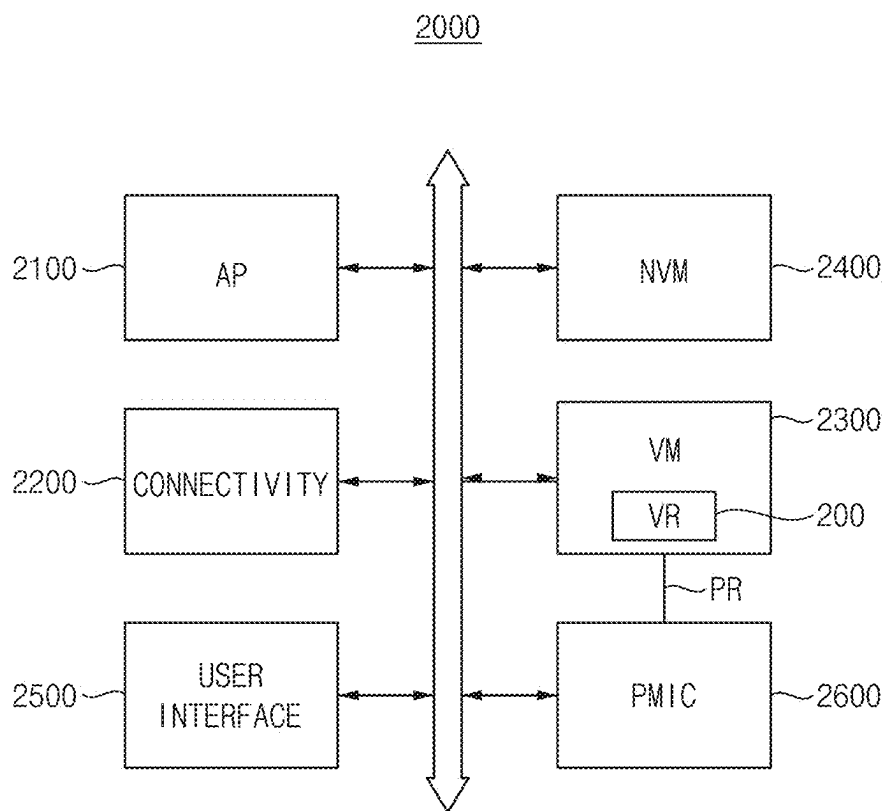 2000
2100 AP
NVM 2400
2200 CONNECTIVITY
VM 2300
VR 200
PR
2500 USER
INTERFACE
PMIC 2600